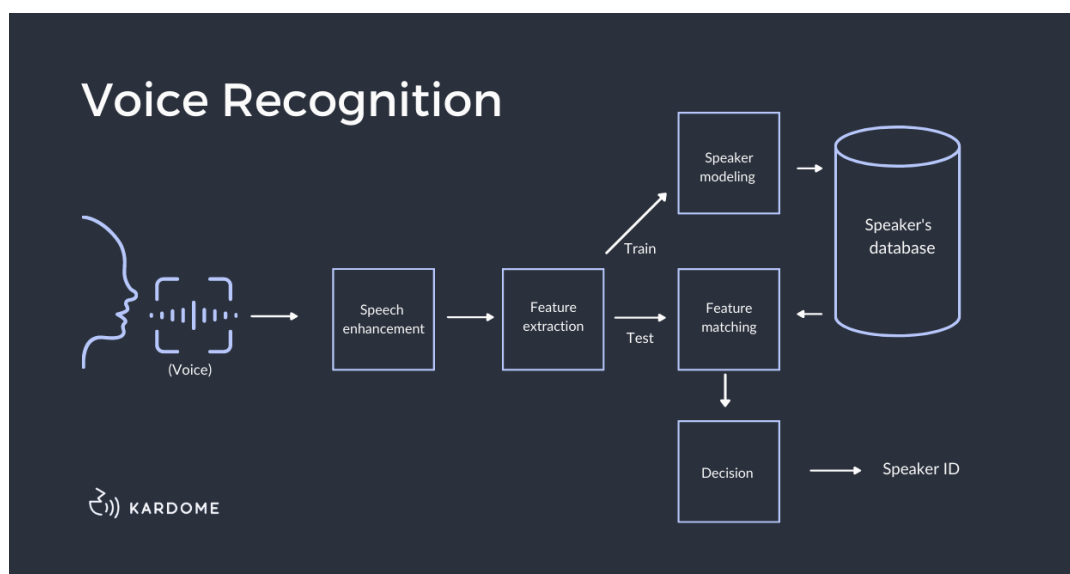 Voice Recognition
Speaker
modeling
Speaker's
database
Train
Speech
enhancement
Feature
extraction
Feature
matching
Test
(Voice)
Decision
Speaker ID
KARDOME